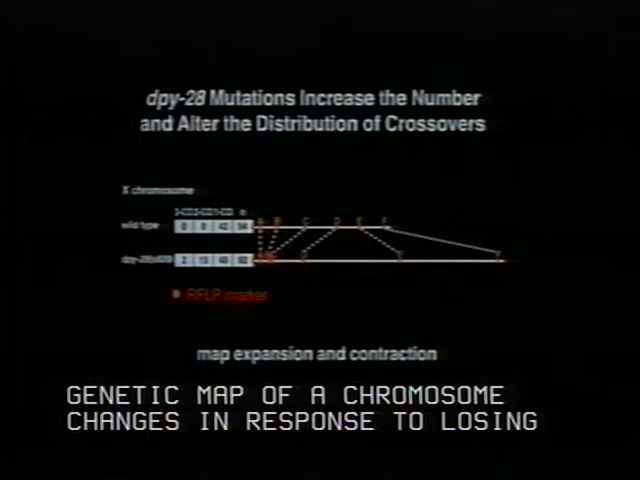 dpy-28 Mutations Increase the Number
and Alter the Distribution of Crossovers
X chromosome
wild type
RFLP marker
map expansion and contraction
GENETIC MAP OF A CHROMOSOME
CHANGES IN RESPONSE TO LOSING